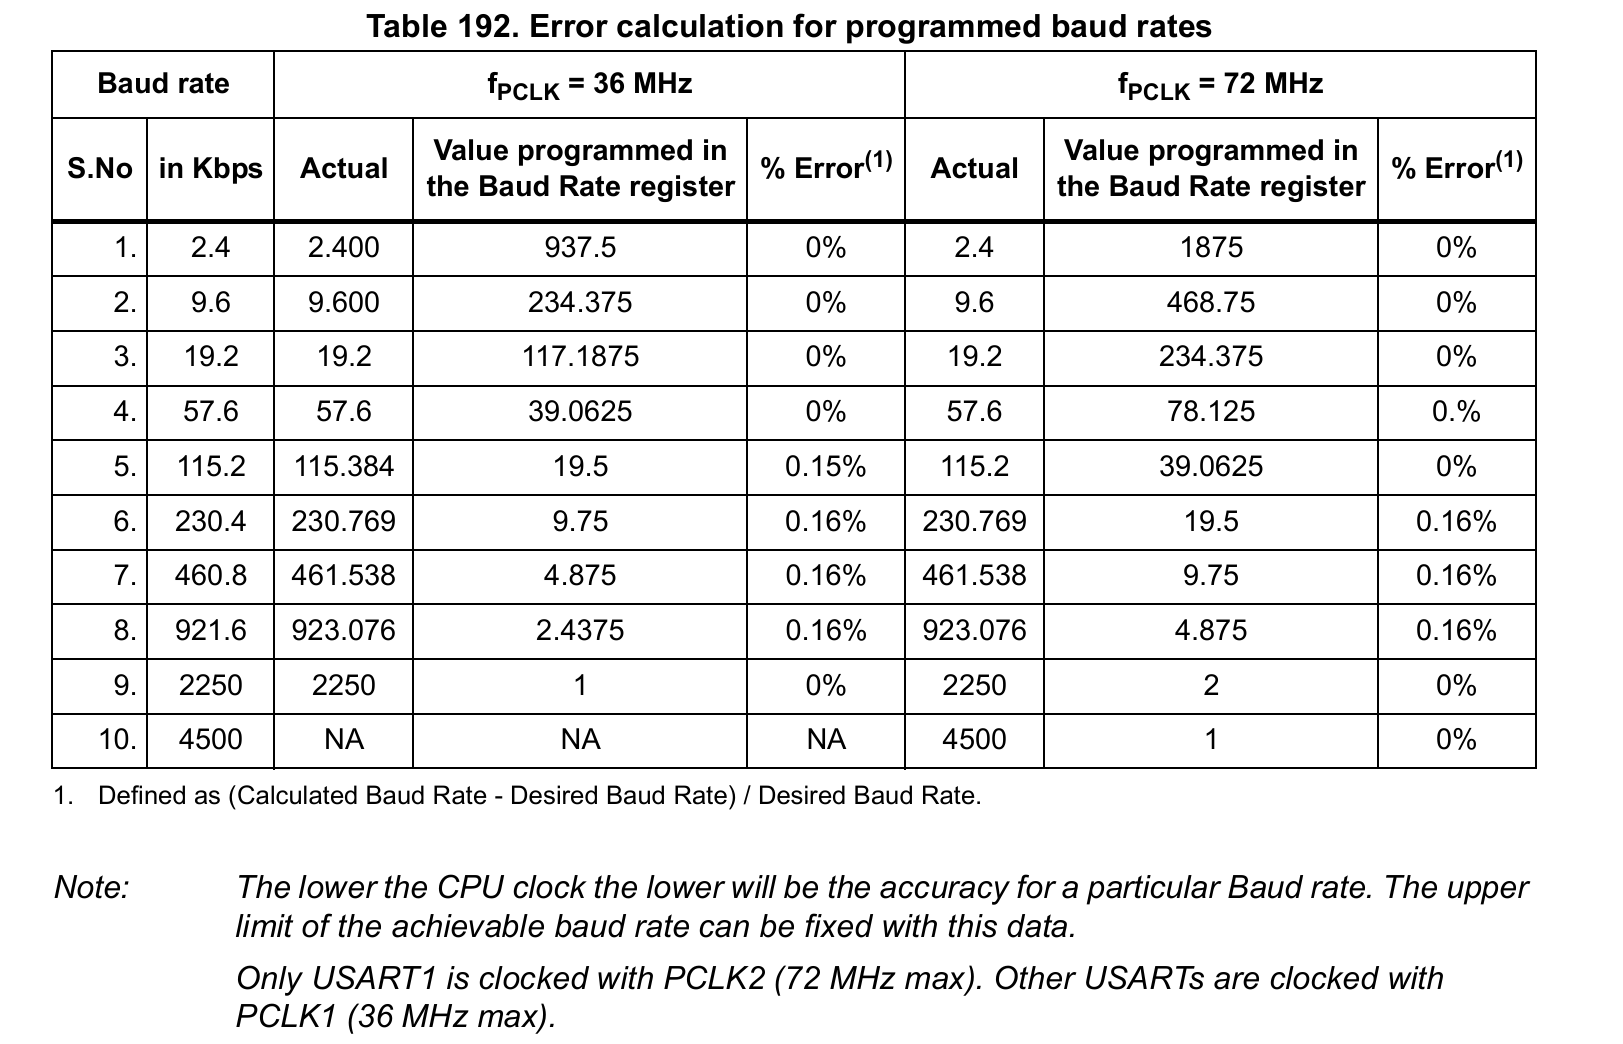 Table 192. Error calculation for programmed baud rates
Baud rate fPCLK = 36 MHz fPCLK = 72 MHz
S.No in Kbps Actual Value programmed in the Baud Rate register % Error(1) Actual Value programmed in the Baud Rate register % Error(1)
1. 2.4 2.400 937.5 0% 2.4 1875 0%
2. 9.6 9.600 234.375 0% 9.6 468.75 0%
3. 19.2 19.2 117.1875 0% 19.2 234.375 0%
4. 57.6 57.6 39.0625 0% 57.6 78.125 0.%
5. 115.2 115.384 19.5 0.15% 115.2 39.0625 0%
6. 230.4 230.769 9.75 0.16% 230.769 19.5 0.16%
7. 460.8 461.538 4.875 0.16% 461.538 9.75 0.16%
8. 921.6 923.076 2.4375 0.16% 923.076 4.875 0.16%
9. 2250 2250 1 0% 2250 2 0%
10. 4500 NA NA NA 4500 1 0%
1. Defined as (Calculated Baud Rate - Desired Baud Rate) / Desired Baud Rate.
Note: The lower the CPU clock the lower will be the accuracy for a particular Baud rate. The upper
limit of the achievable baud rate can be fixed with this data.
Only USART1 is clocked with PCLK2 (72 MHz max). Other USARTs are clocked with
PCLK1 (36 MHz max).